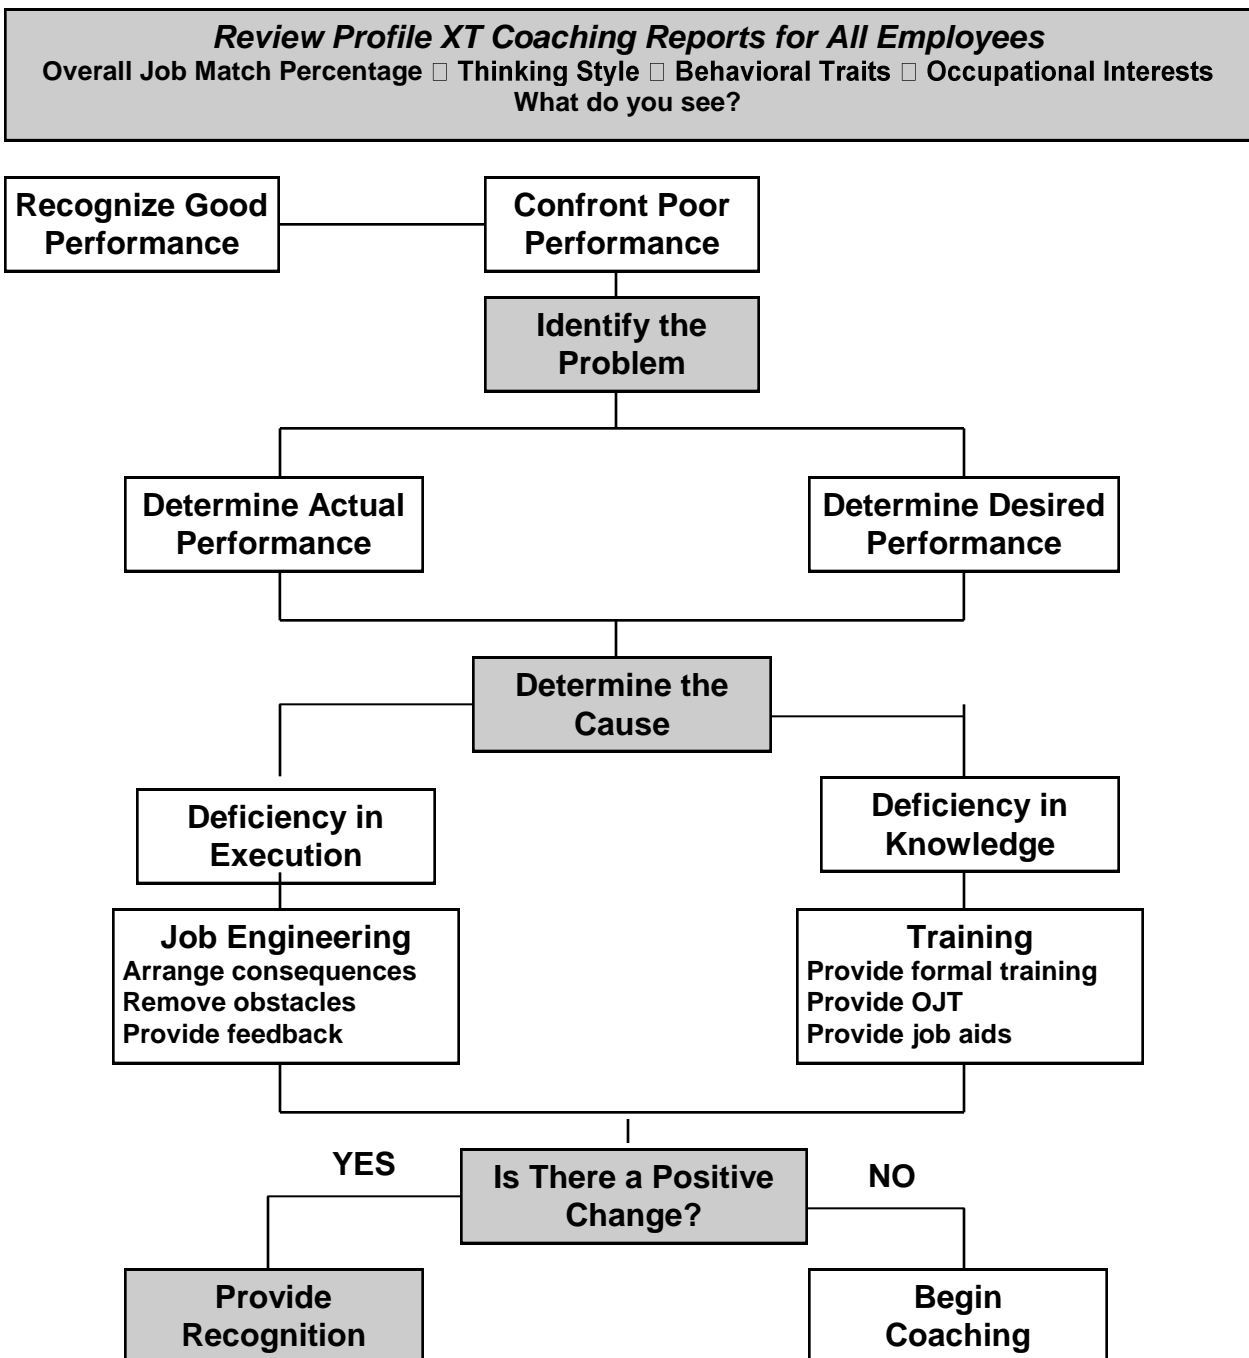 Review Profile XT Coaching Reports for All Employees
Overall Job Match Percentage □ Thinking Style □ Behavioral Traits □ Occupational Interests
What do you see?
Recognize Good
Performance
Confront Poor
Performance
Identify the
Problem
Determine Actual
Performance
Determine Desired
Performance
Determine the
Cause
Deficiency in
Execution
Deficiency in
Knowledge
Job Engineering
Arrange consequences
Remove obstacles
Provide feedback
Training
Provide formal training
Provide OJT
Provide job aids
YES
Is There a Positive
Change?
NO
Provide
Recognition
Begin
Coaching